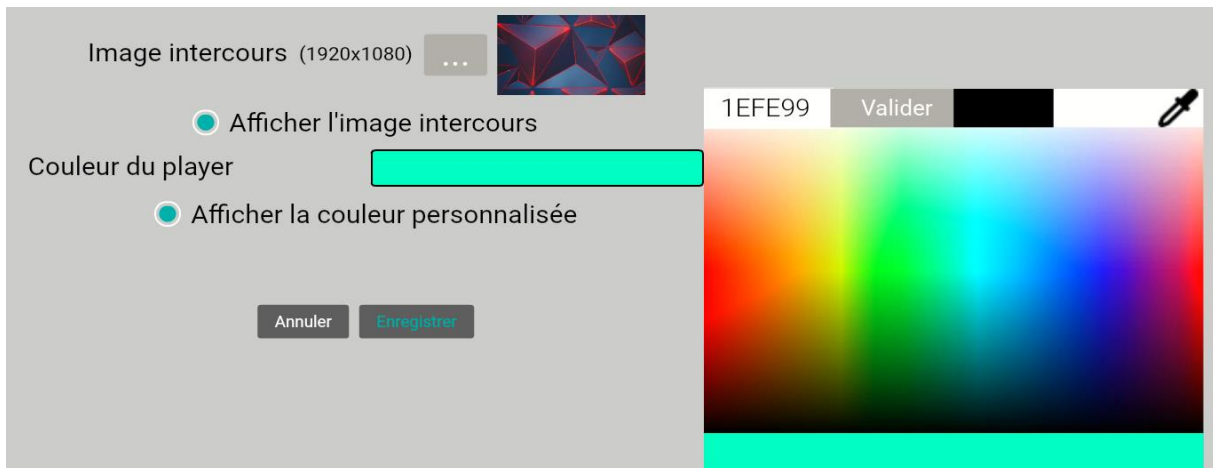 Image intercours (1920x1080) ...
Afficher l'image intercours
1EFE99 Valider
Couleur du player
Afficher la couleur personnalisée
Annuler Enregistrer